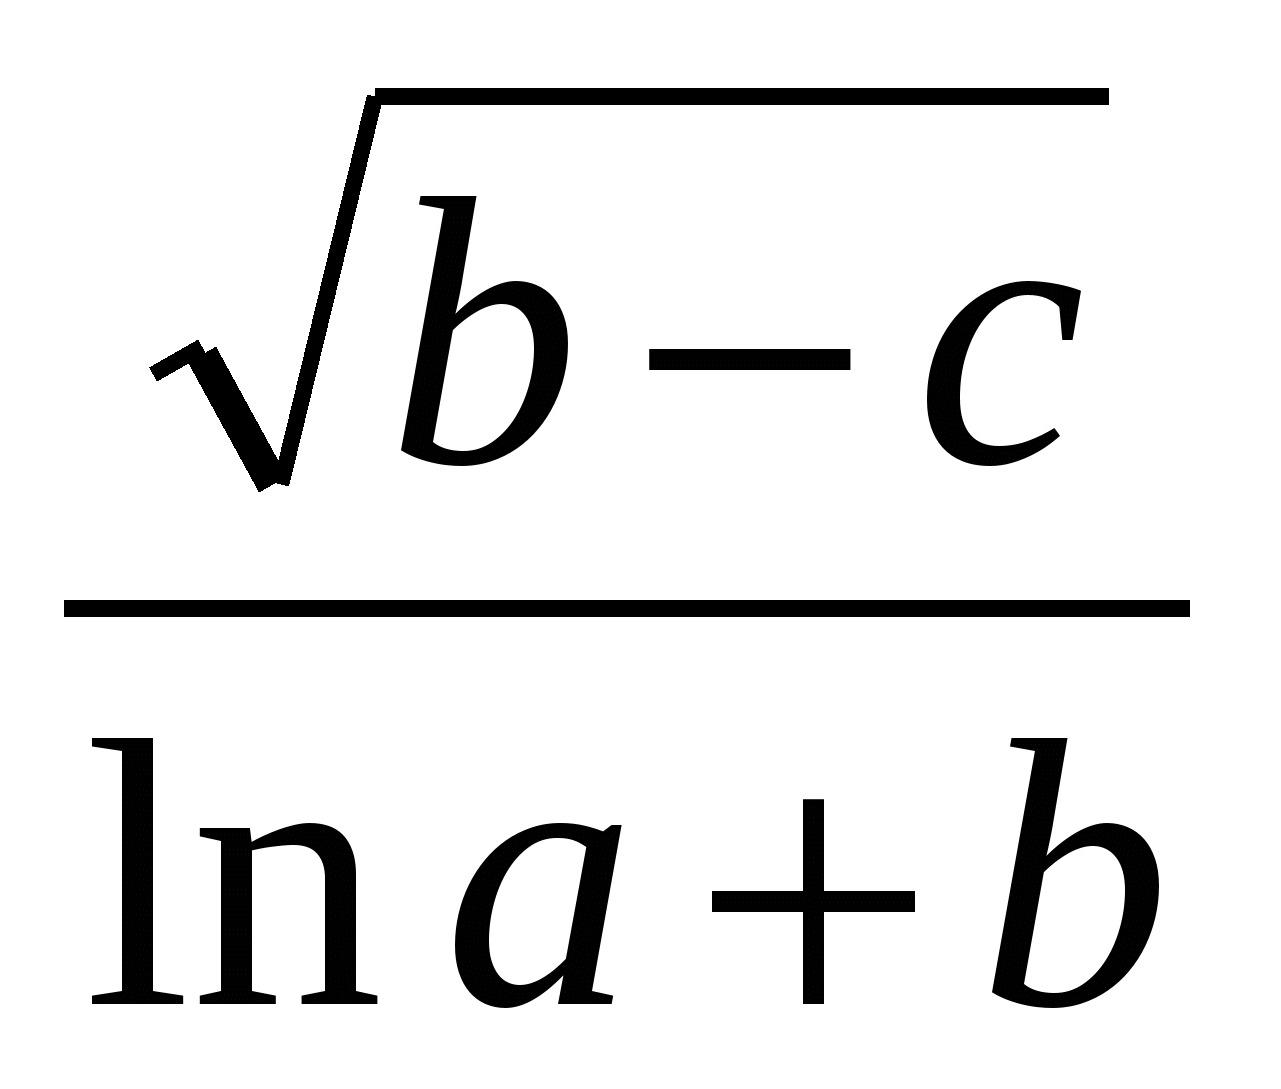 √b − c
ln a + b